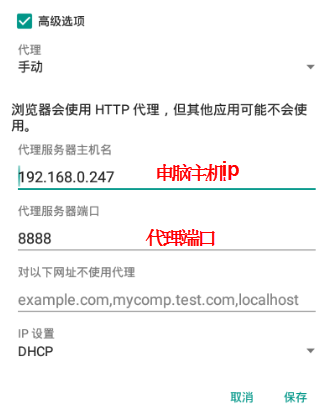 高级选项
代理
手动
浏览器会使用 HTTP 代理，但其他应用可能不会使
用。
代理服务器主机名
192.168.0.247 电脑主机ip
代理服务器端口
8888 代理端口
对以下网址不使用代理
example.com,mycomp.test.com,localhost
IP 设置
DHCP
取消 保存